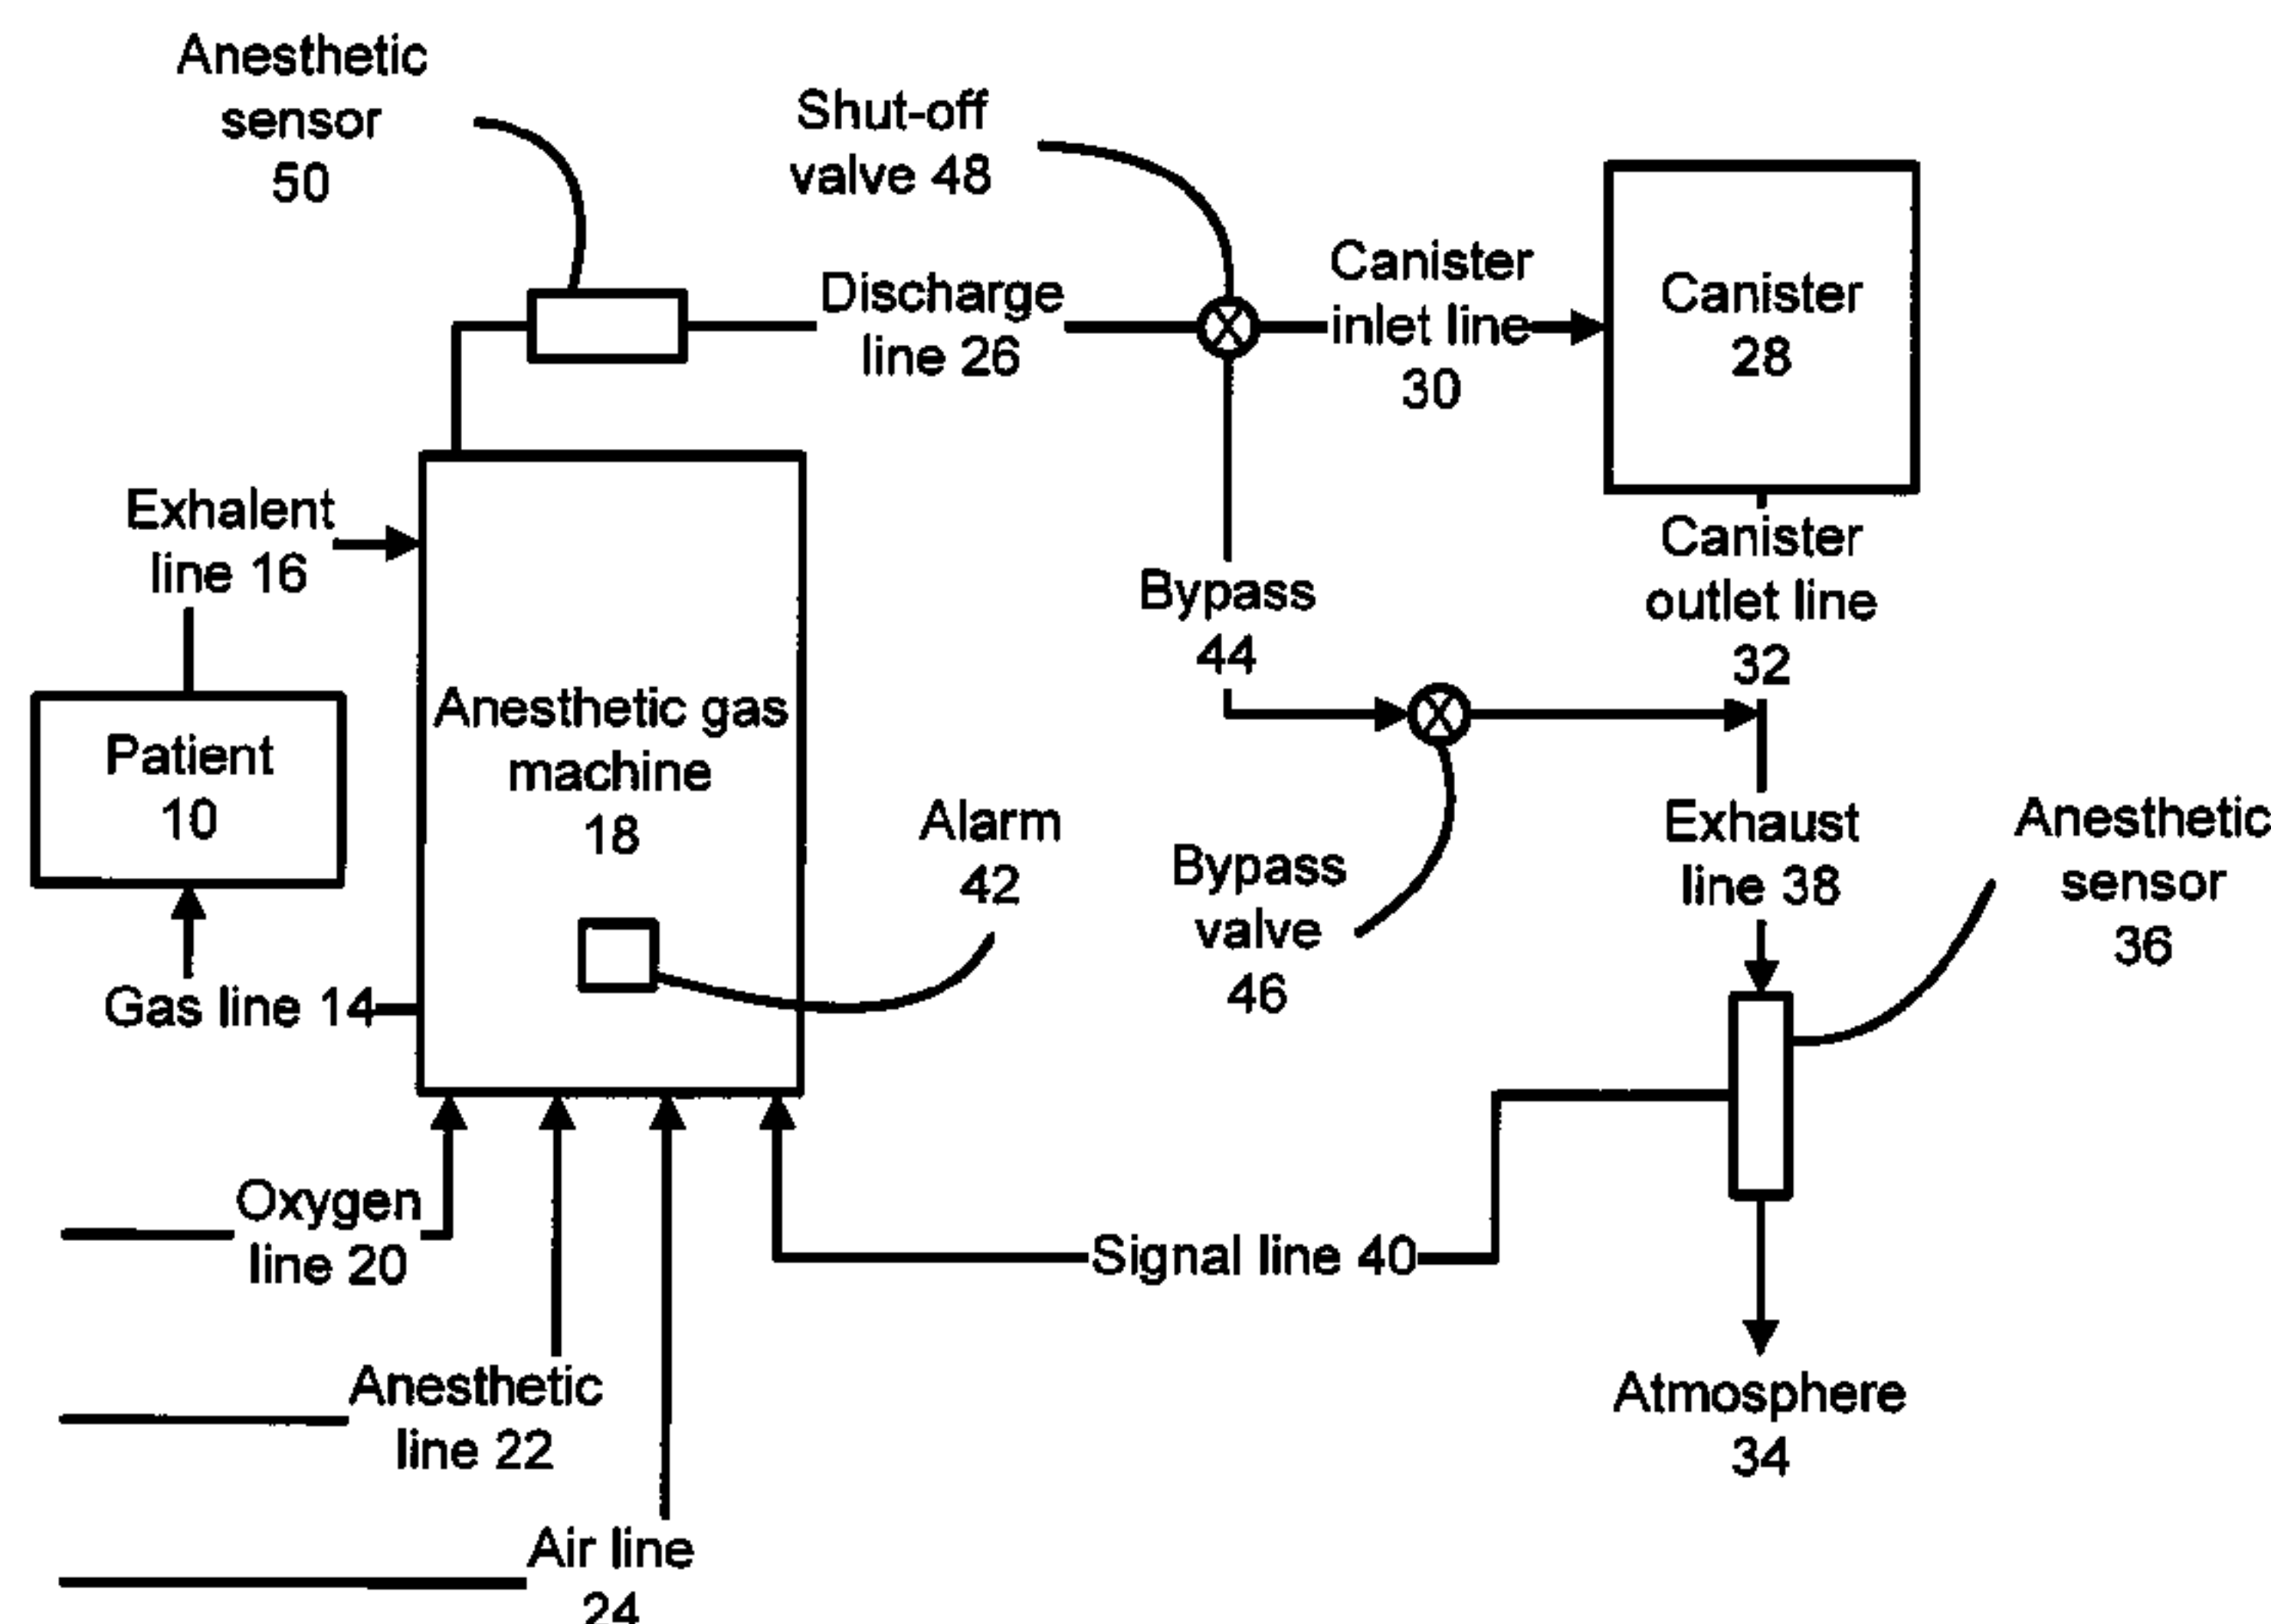 Anesthetic
sensor
50
Shut-off
valve 48
Discharge
line 26
Canister
inlet line
30
Canister
28
Exhalent
line 16
Canister
outlet line
32
Bypass
44
Patient
10
Anesthetic gas
machine
18
Alarm
42
Bypass
valve
46
Exhaust
line 38
Anesthetic
sensor
36
Gas line 14
Oxygen
line 20
Signal line 40
Anesthetic
line 22
Atmosphere
34
Air line
24